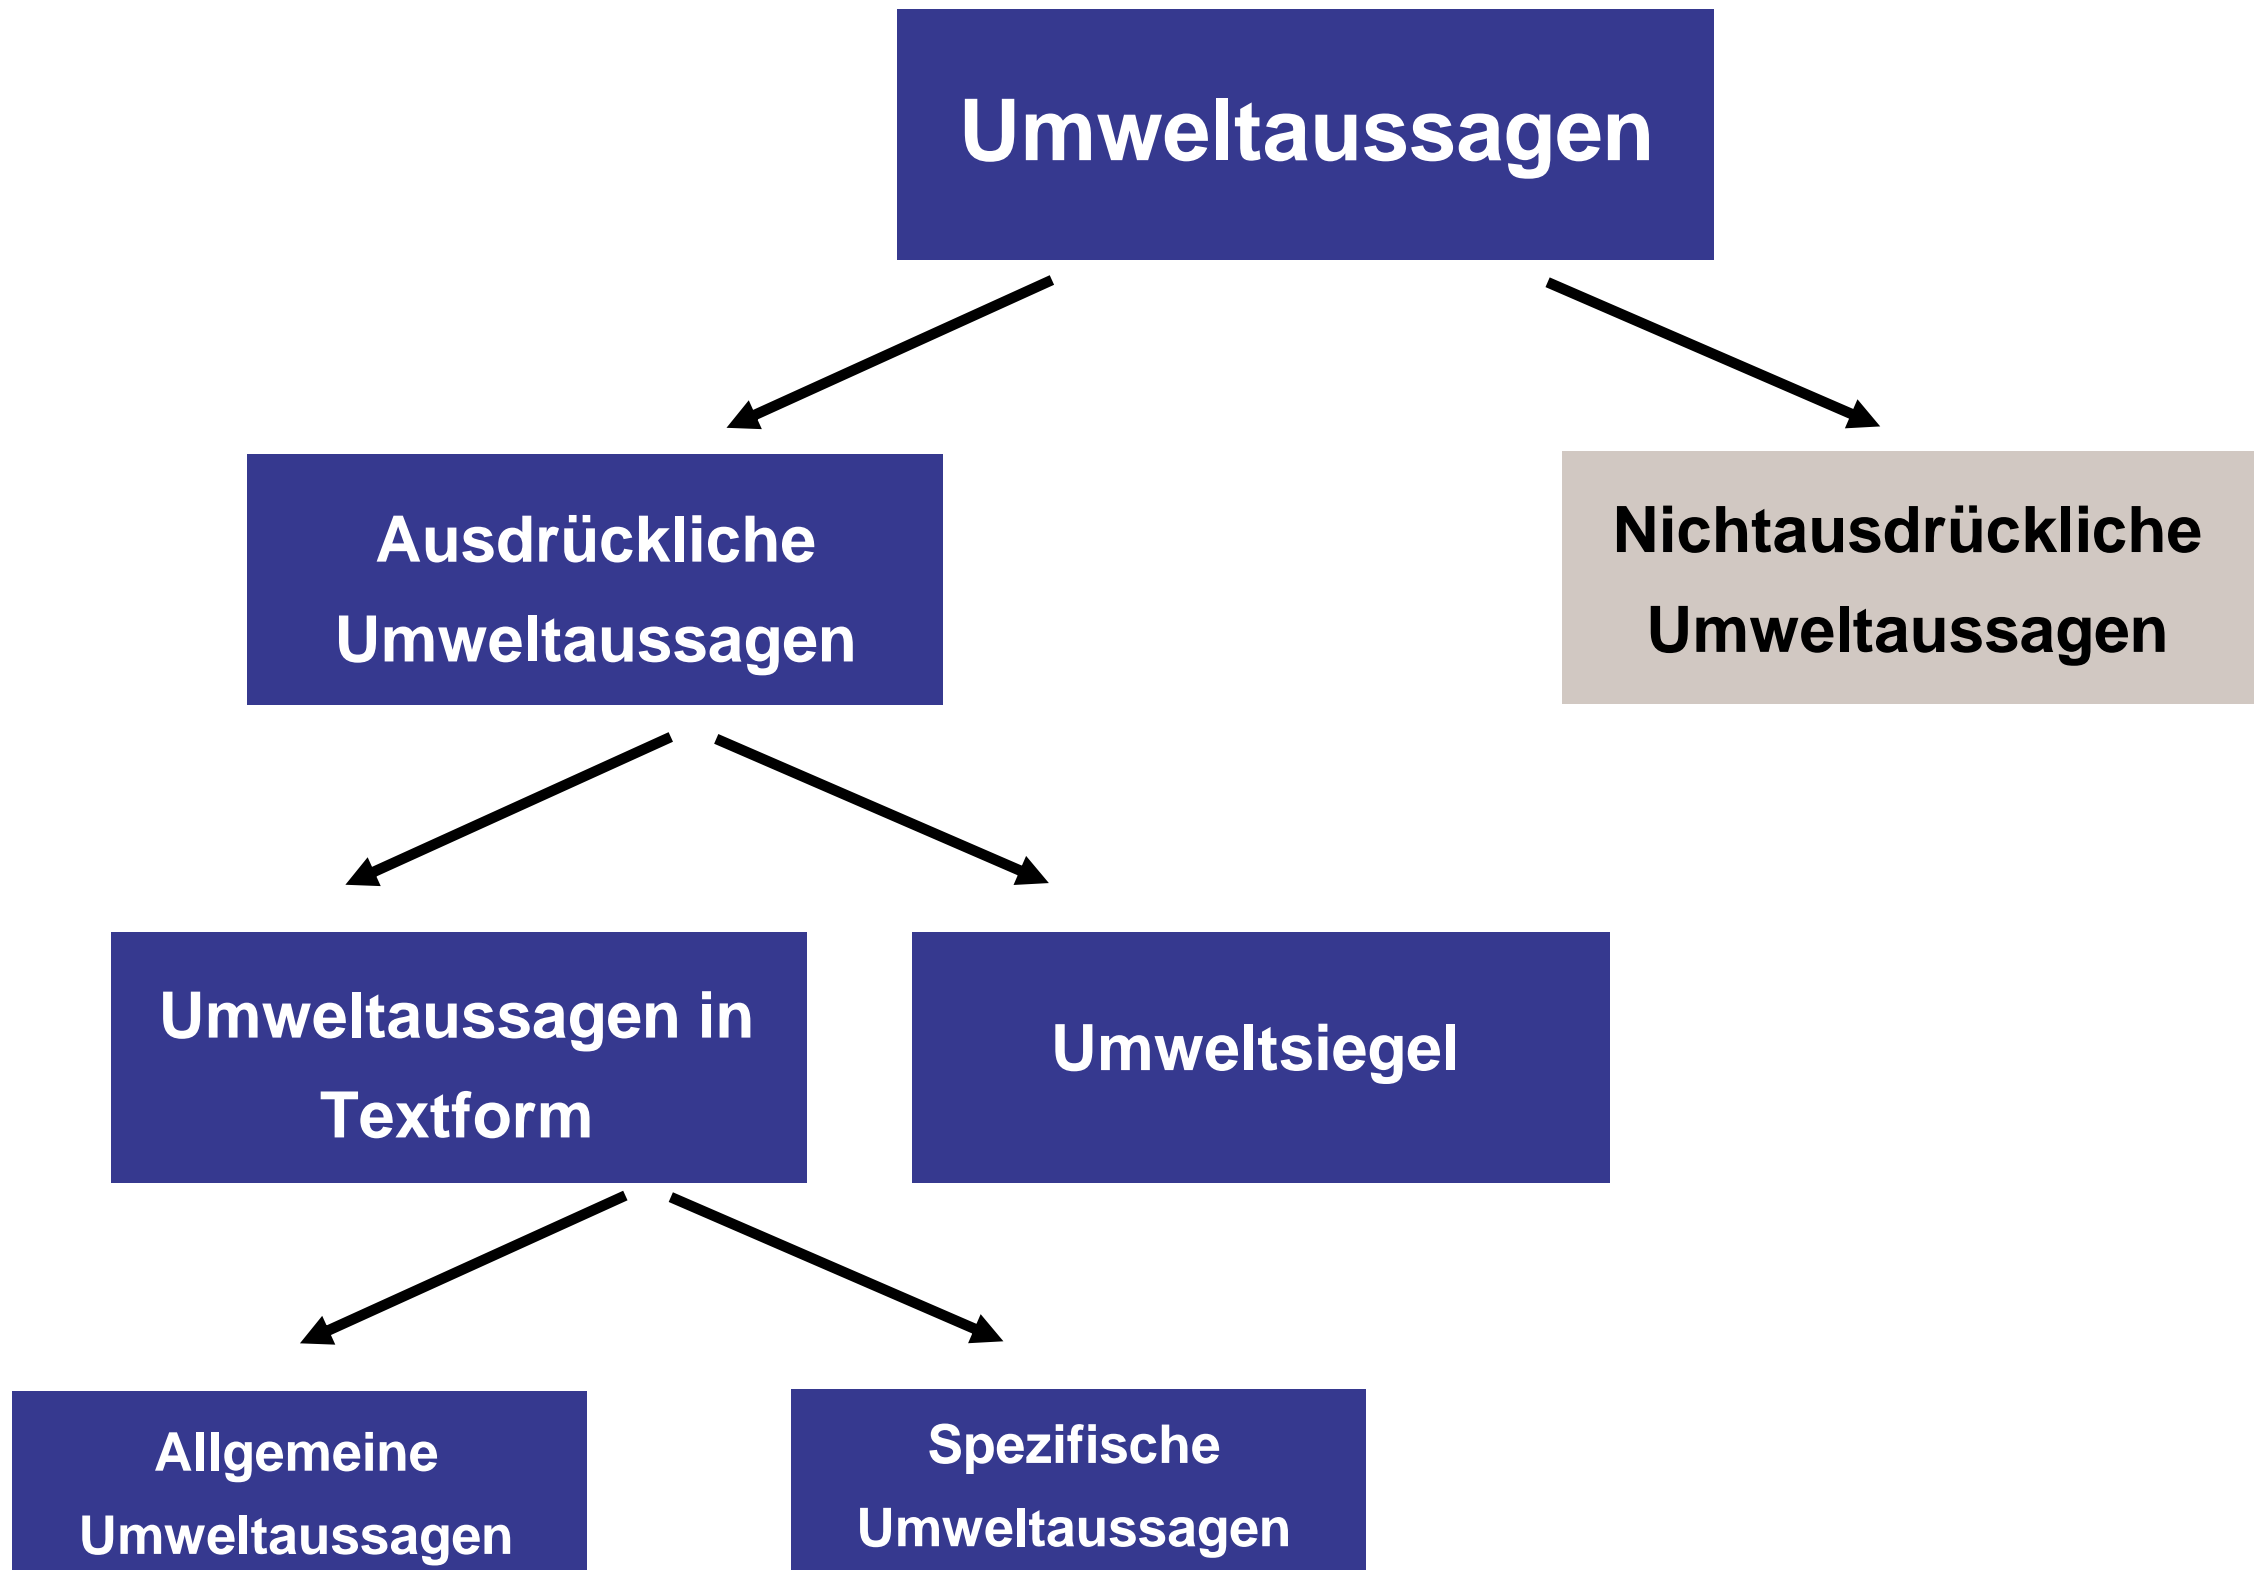 Umweltaussagen
Ausdrückliche
Umweltaussagen
Nichtausdrückliche
Umweltaussagen
Umweltaussagen in
Textform
Umweltsiegel
Allgemeine
Umweltaussagen
Spezifische
Umweltaussagen